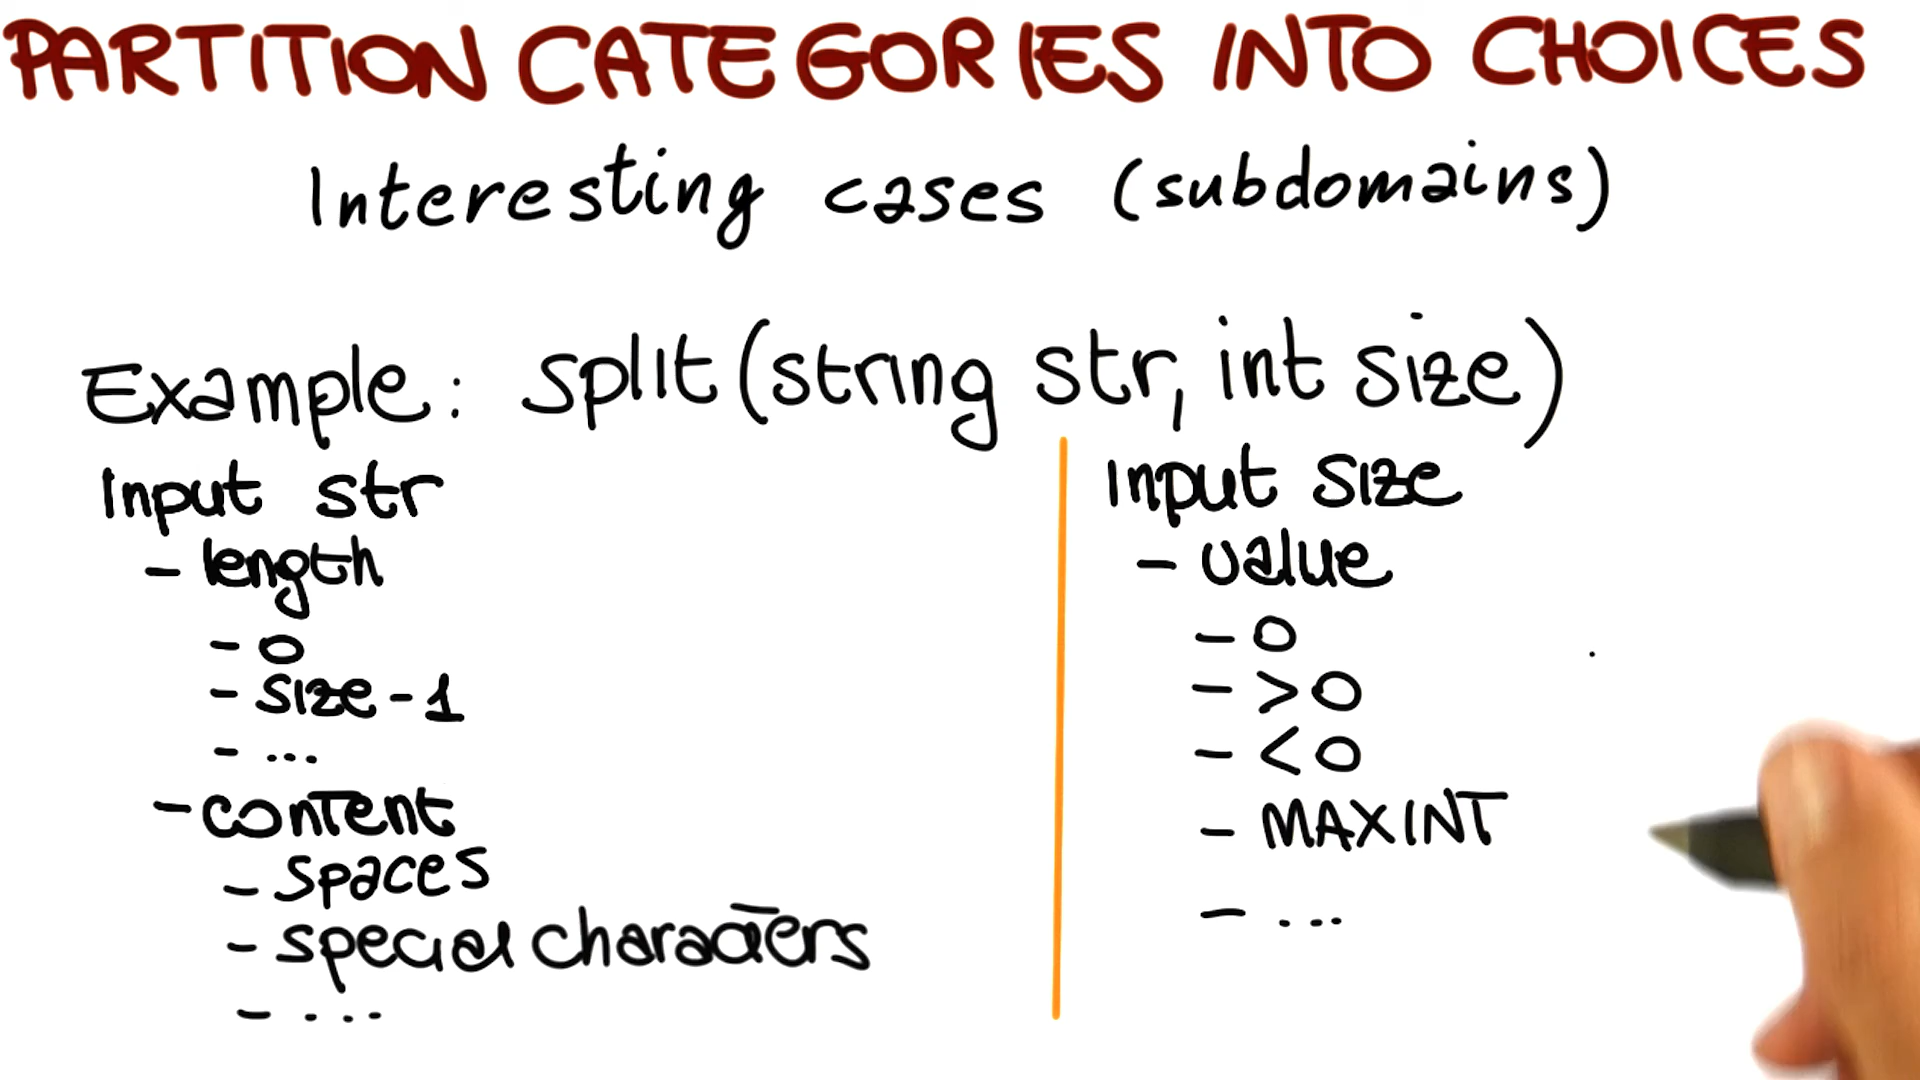 PARTITION CATEGORIES INTO CHOICES
Interesting cases (subdomains)
Example: split(string str, int size)
Input str
- length
- 0
- size-1
- ...
- content
- spaces
- special characters
- ....
Input size
- value
- 0
- >0
- <0
- MAXINT
- ...